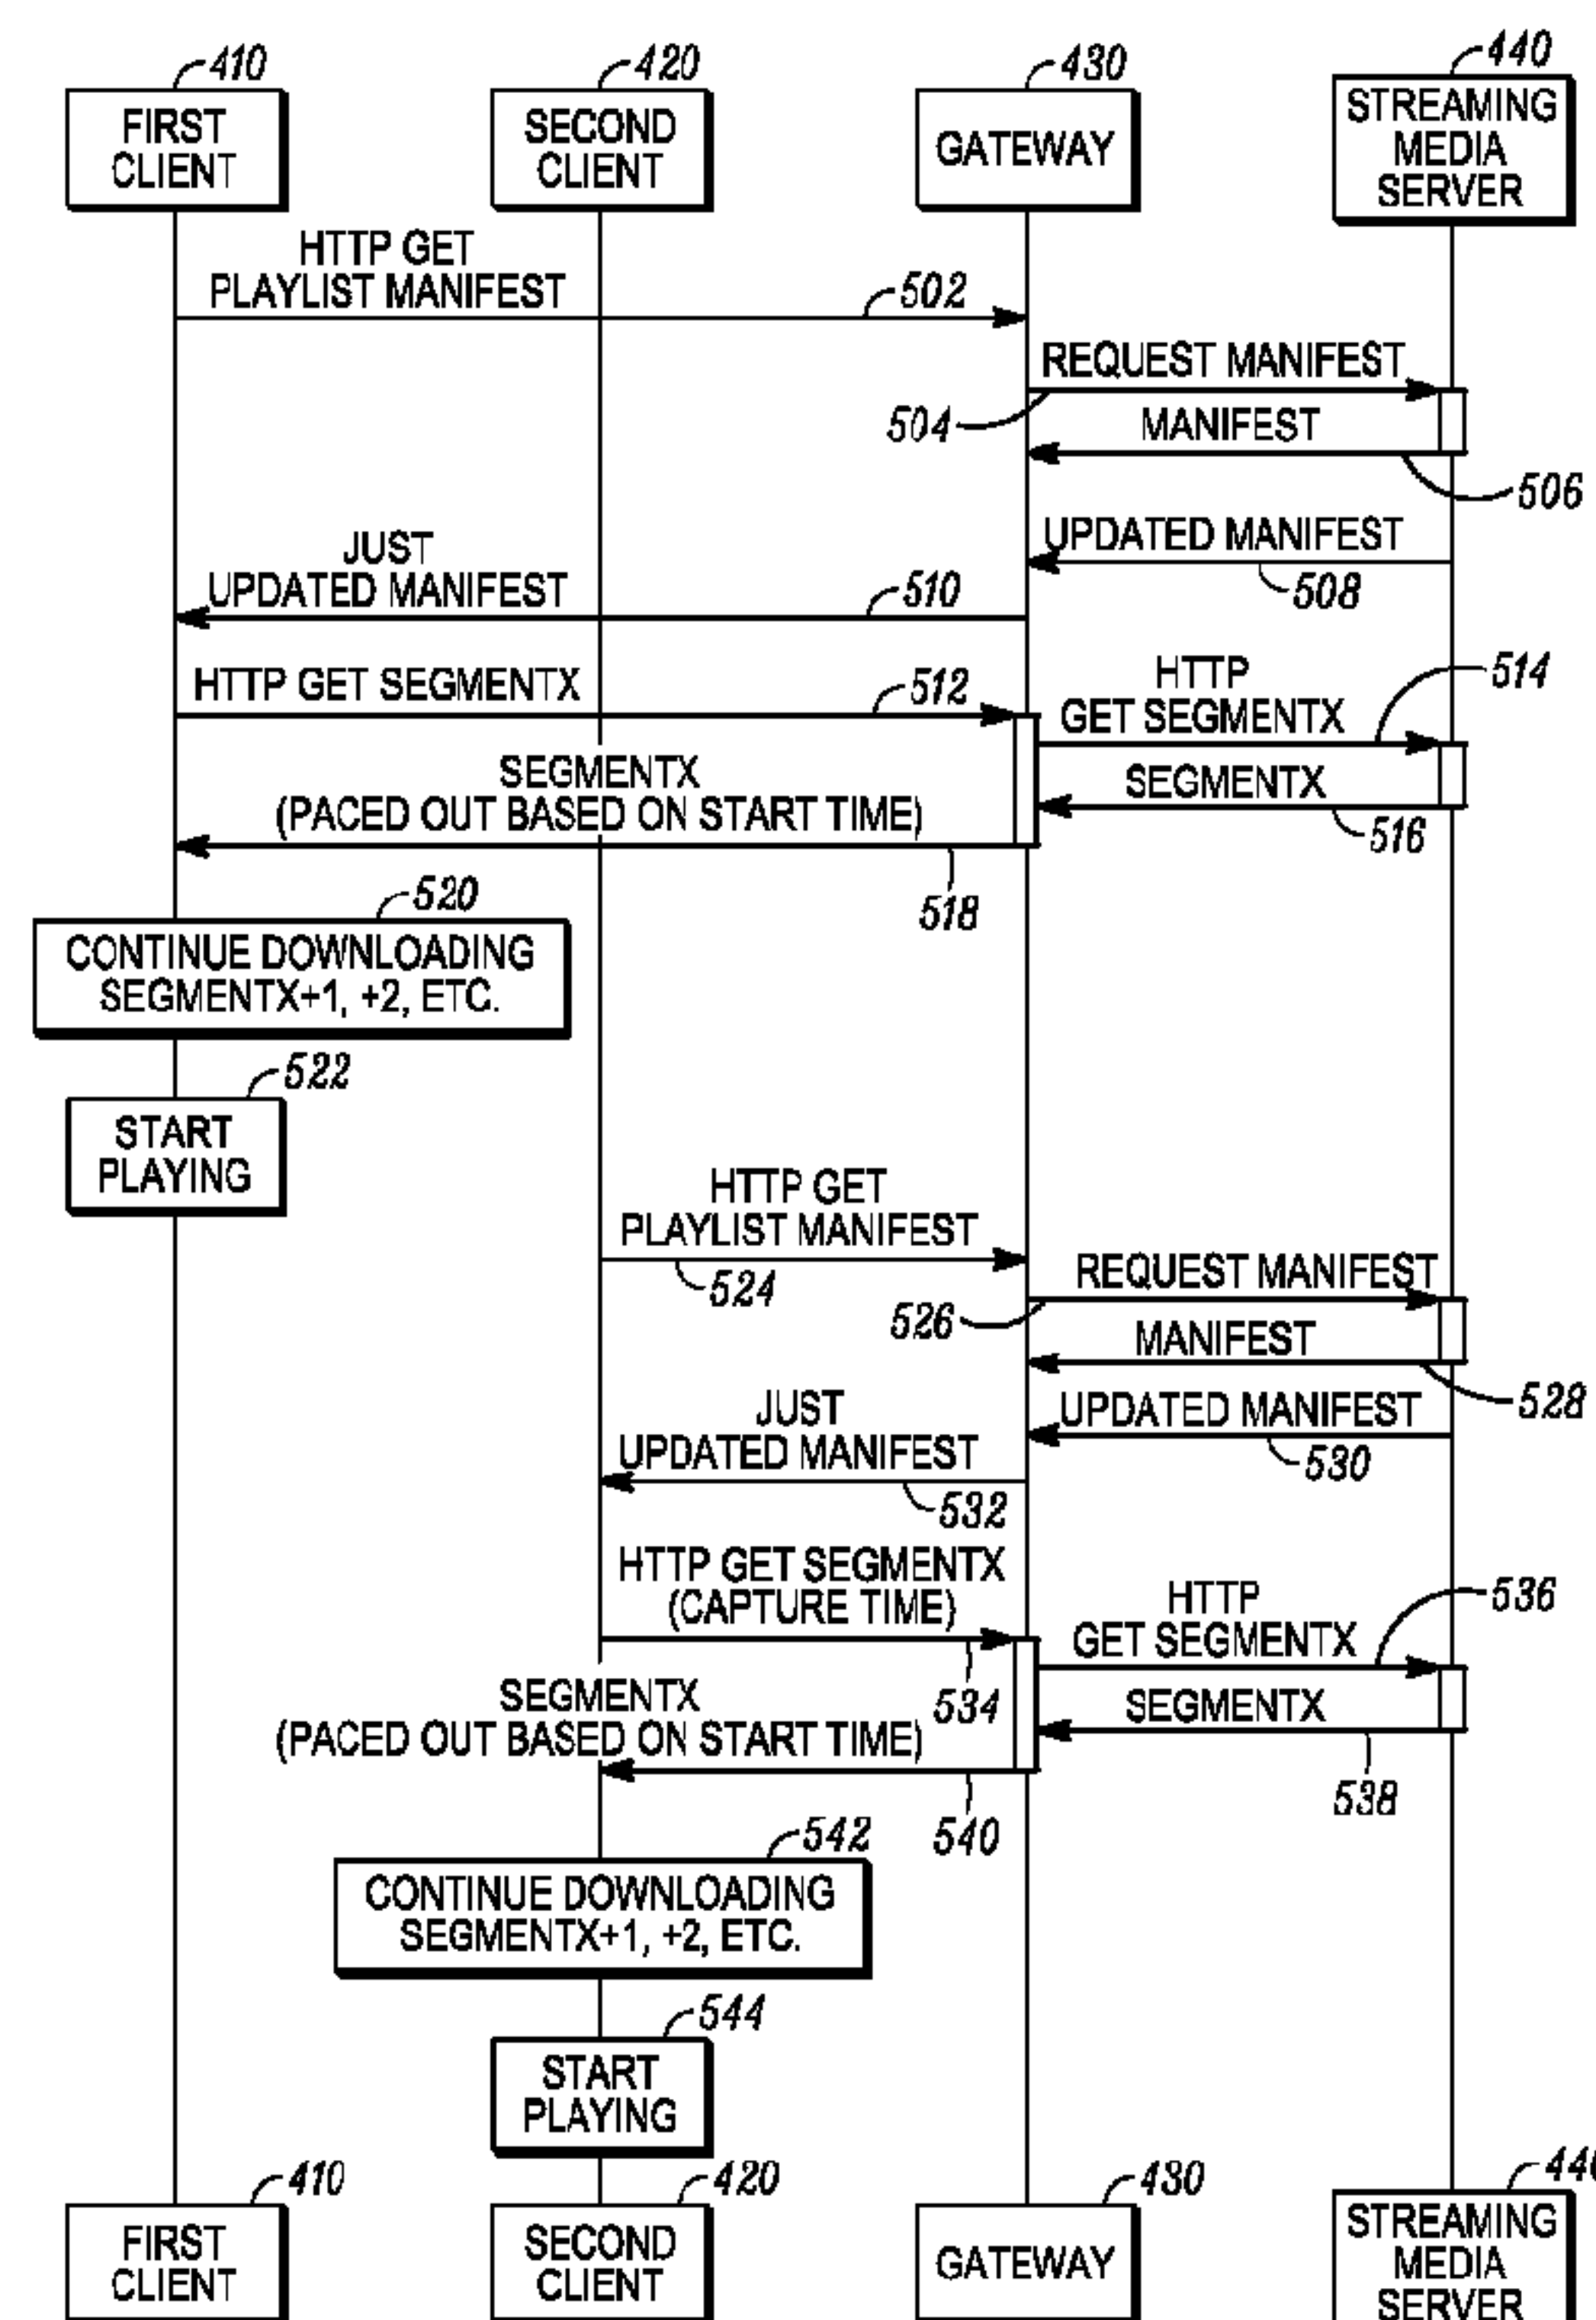 410
420
430
440
FIRST
CLIENT
SECOND
CLIENT
GATEWAY
STREAMING
MEDIA
SERVER
HTTP GET
PLAYLIST MANIFEST
502
REQUEST MANIFEST
504
MANIFEST
506
UPDATED MANIFEST
508
JUST
UPDATED MANIFEST
510
HTTP GET SEGMENTX
512
HTTP
GET SEGMENTX
514
SEGMENTX
516
SEGMENTX
(PACED OUT BASED ON START TIME)
518
520
CONTINUE DOWNLOADING
SEGMENTX+1, +2, ETC.
522
START
PLAYING
HTTP GET
PLAYLIST MANIFEST
524
REQUEST MANIFEST
526
MANIFEST
528
UPDATED MANIFEST
530
JUST
UPDATED MANIFEST
532
HTTP GET SEGMENTX
(CAPTURE TIME)
534
HTTP
GET SEGMENTX
536
SEGMENTX
538
SEGMENTX
(PACED OUT BASED ON START TIME)
540
542
CONTINUE DOWNLOADING
SEGMENTX+1, +2, ETC.
544
START
PLAYING
410
420
430
440
FIRST
CLIENT
SECOND
CLIENT
GATEWAY
STREAMING
MEDIA
SERVER